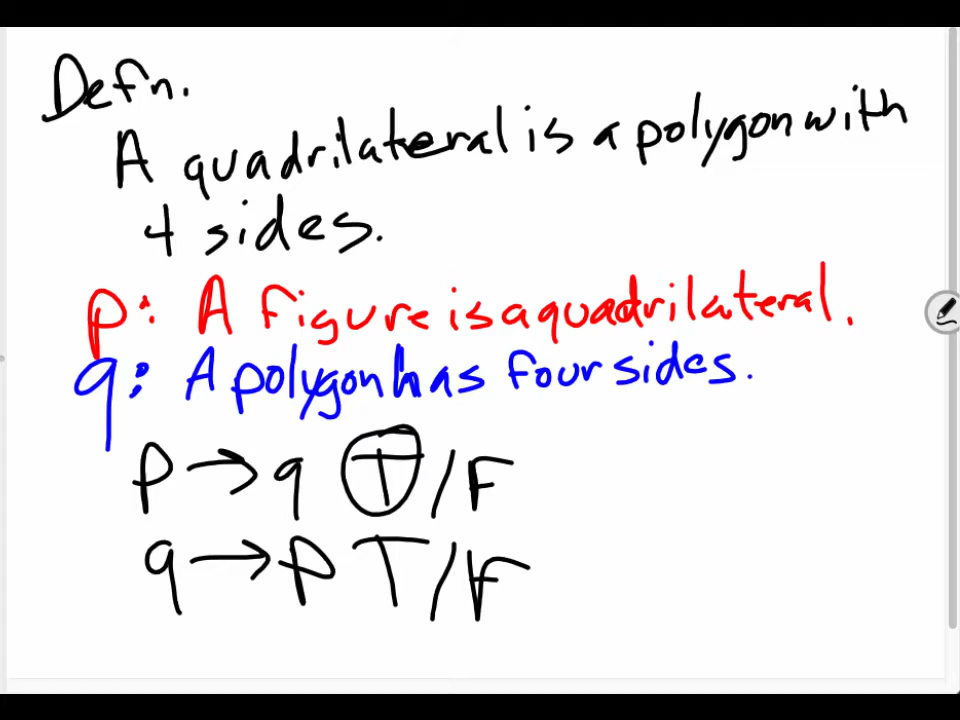 Defn.
A quadrilateral is a polygon with
4 sides.
p: A figure is a quadrilateral.
q: A polygon has four sides.
p → q T/F
q → p T/F